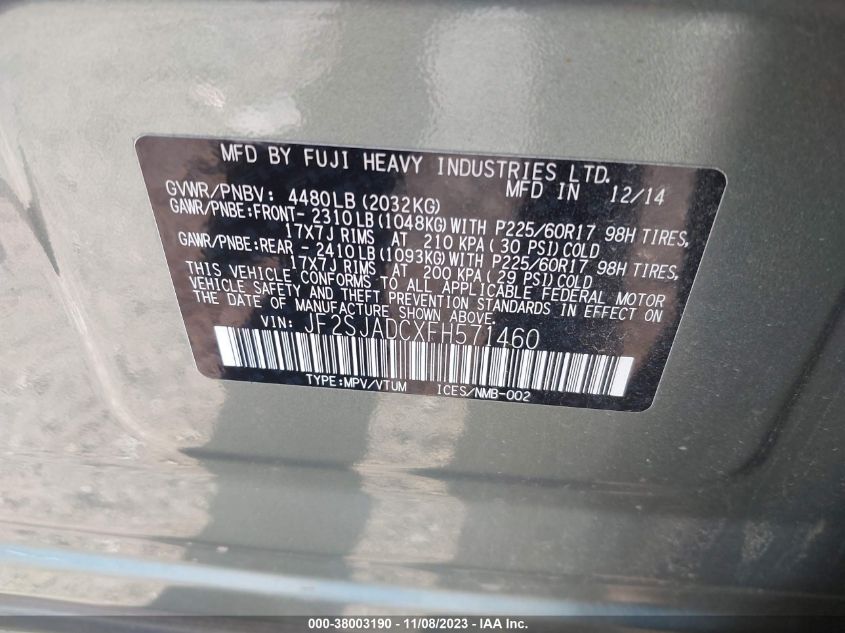 MFD BY FUJI HEAVY INDUSTRIES LTD.
MFD IN 12/14
GVWR/PNBV: 4480LB (2032KG)
GAWR/PNBE:FRONT- 2310LB (1048KG) WITH P225/60R17 98H TIRES,
17X7J RIMS AT 210 KPA ( 30 PSI) COLD
GAWR/PNBE:REAR - 2410LB (1093KG) WITH P225/60R17 98H TIRES,
17X7J RIMS AT 200 KPA ( 29 PSI) COLD
THIS VEHICLE CONFORMS TO ALL APPLICABLE FEDERAL MOTOR
VEHICLE SAFETY AND THEFT PREVENTION STANDARDS IN EFFECT ON
THE DATE OF MANUFACTURE SHOWN ABOVE.
VIN: JF2SJADCXFH571460
TYPE:MPV/VTUM ICES/NMB-002
000-38003190 - 11/08/2023 - IAA Inc.